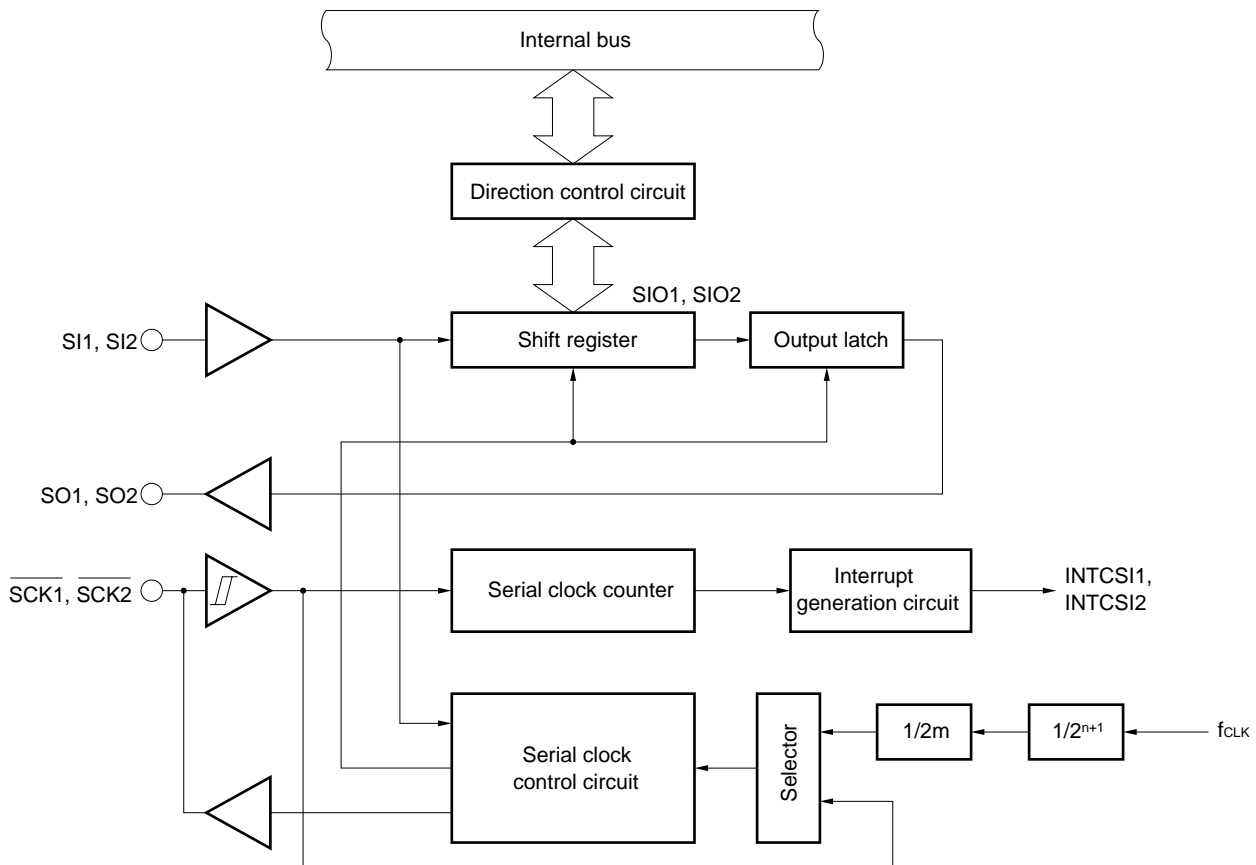 Internal bus
Direction control circuit
SIO1, SIO2
SI1, SI2
Shift register
Output latch
SO1, SO2
SCK1, SCK2
Serial clock counter
Interrupt
generation circuit
INTCSI1,
INTCSI2
Serial clock
control circuit
Selector
1/2m
1/2ⁿ⁺¹
fCLK